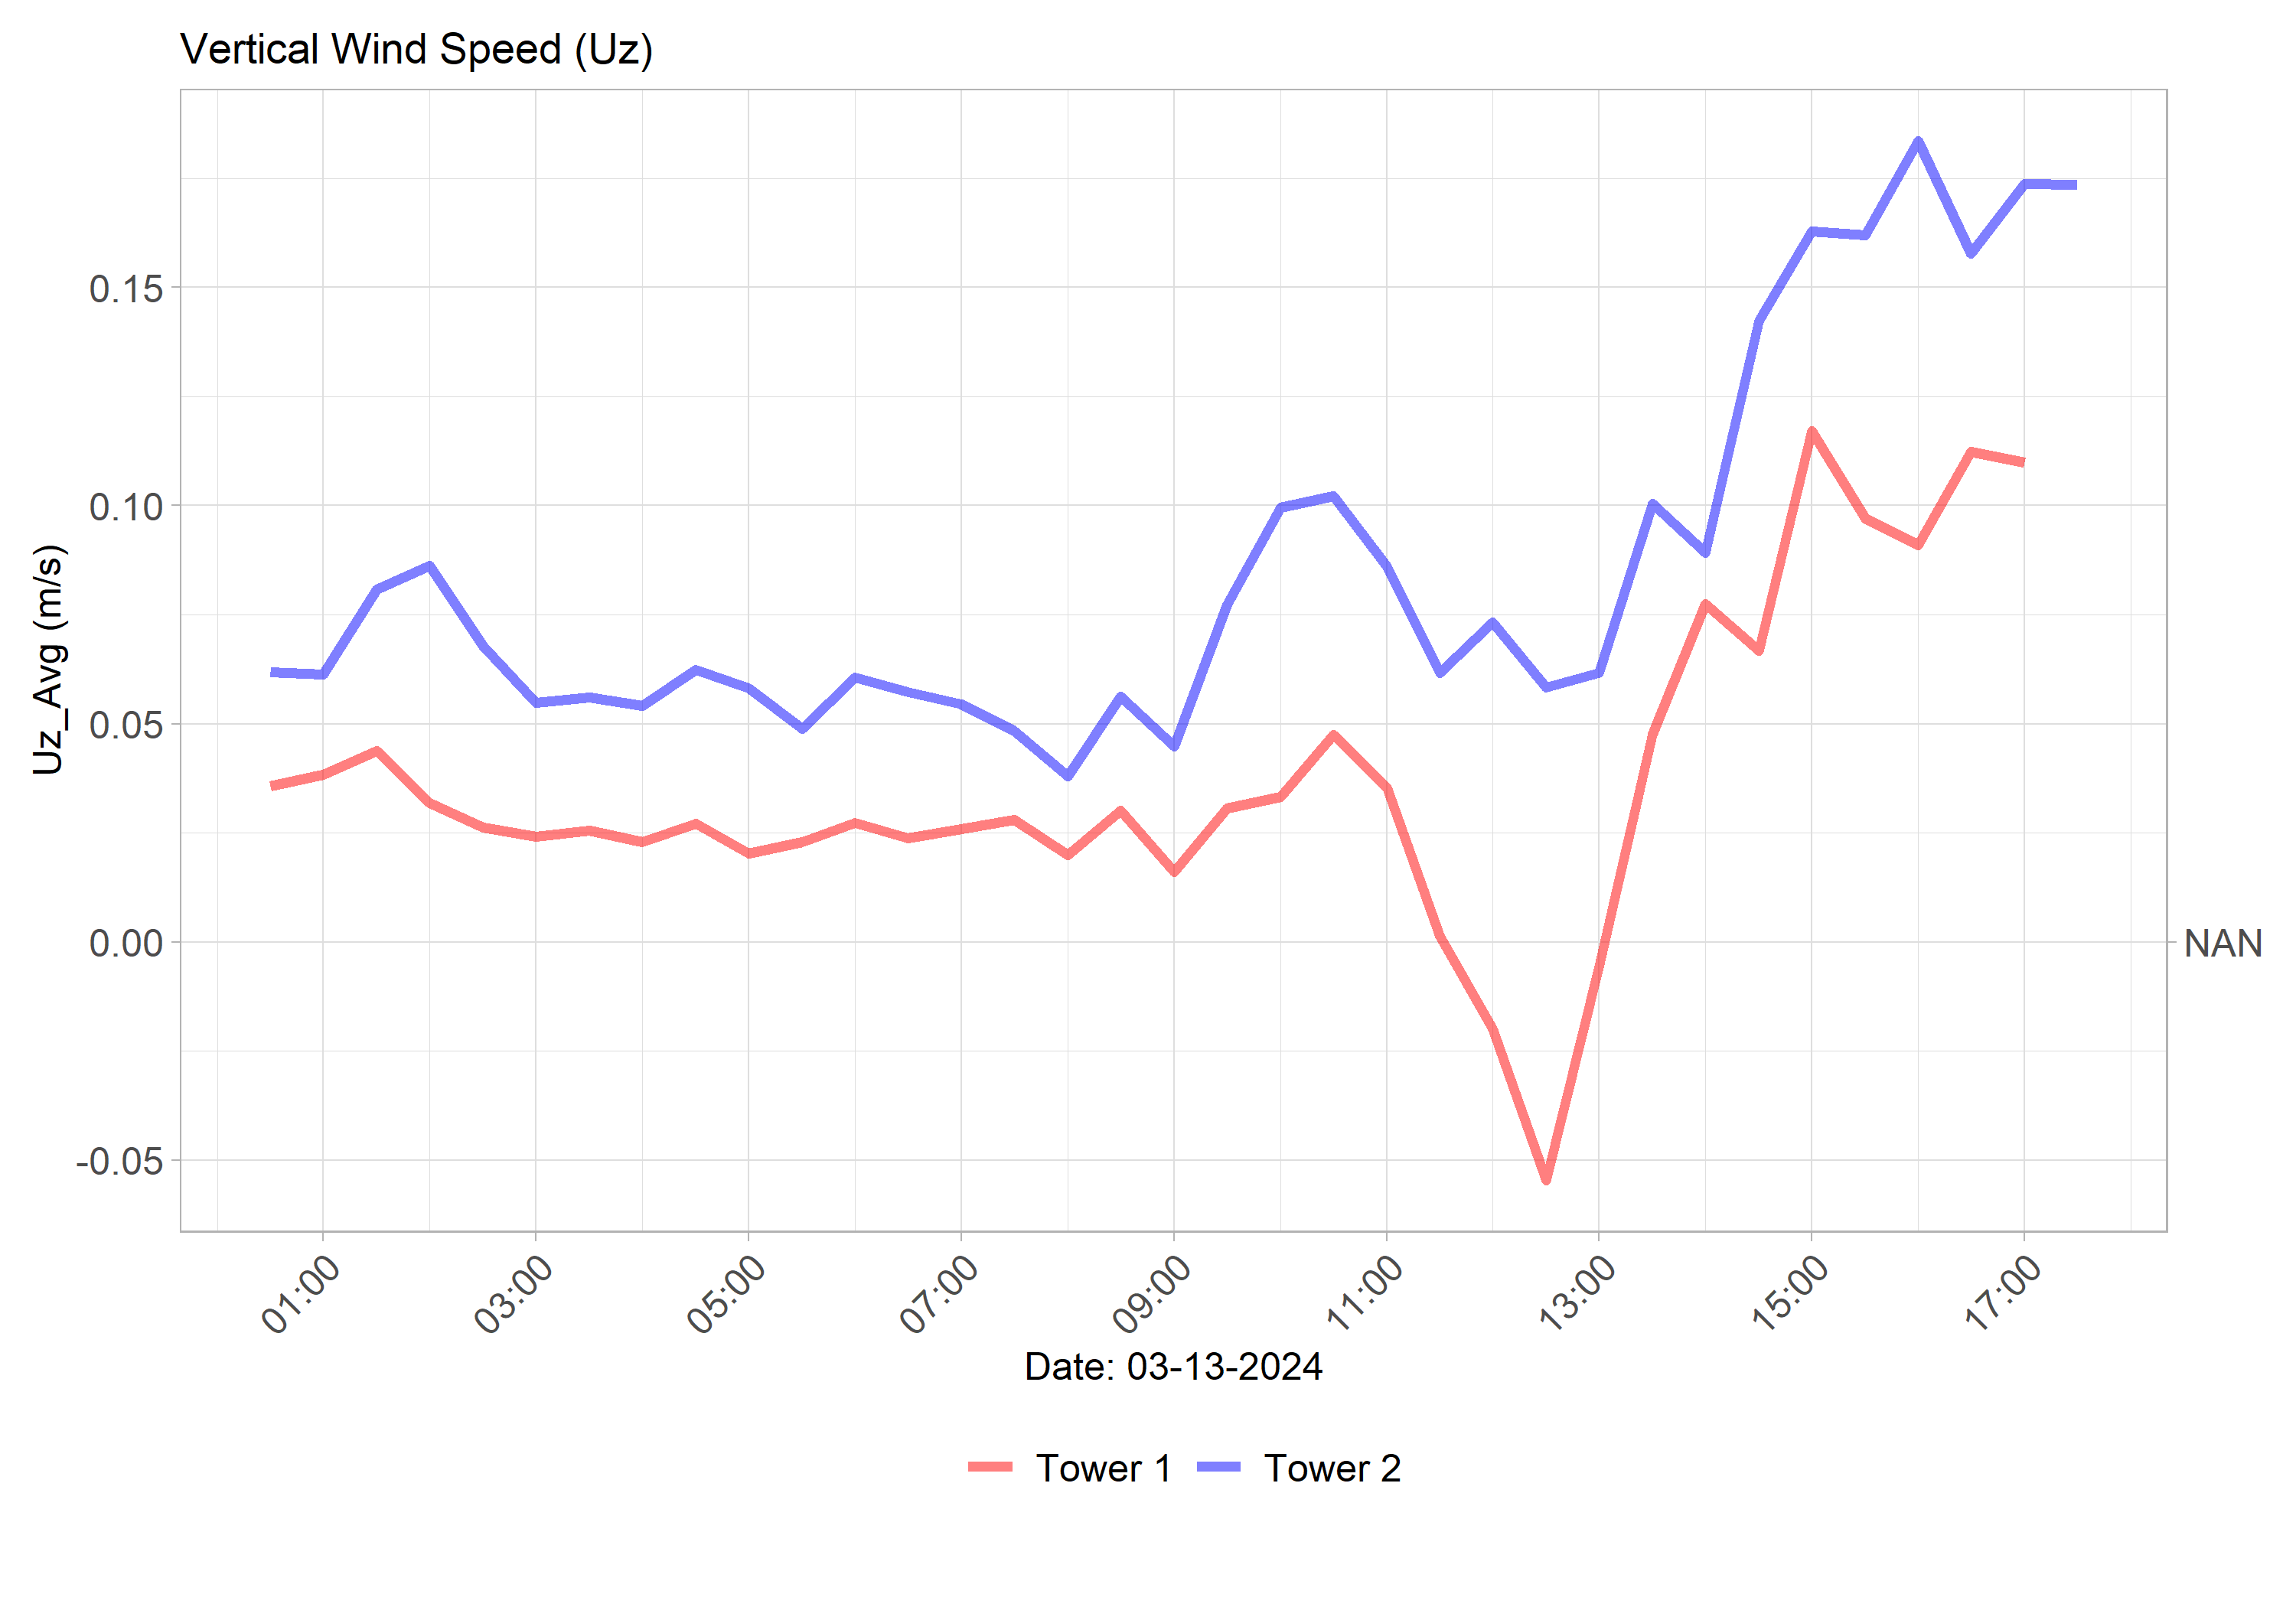 Vertical Wind Speed (Uz)
Uz_Avg (m/s)
0.15
0.10
0.05
0.00
-0.05
NAN
01:00 03:00 05:00 07:00 09:00 11:00 13:00 15:00 17:00
Date: 03-13-2024
Tower 1 Tower 2